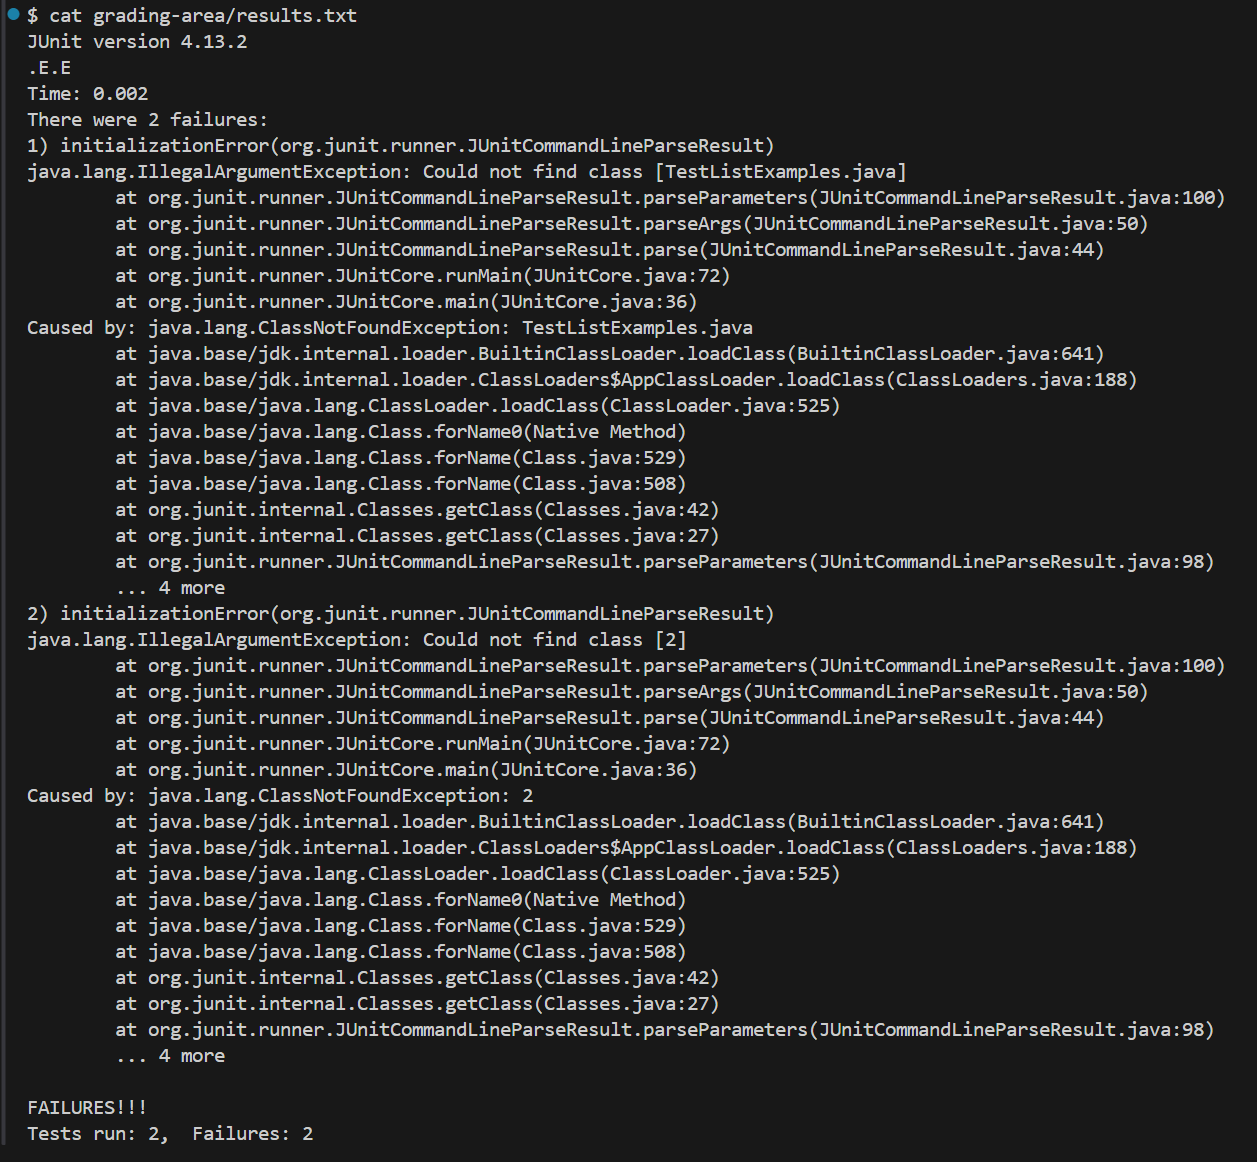 $ cat grading-area/results.txt
JUnit version 4.13.2
.E.E
Time: 0.002
There were 2 failures:
1) initializationError(org.junit.runner.JUnitCommandLineParseResult)
java.lang.IllegalArgumentException: Could not find class [TestListExamples.java]
        at org.junit.runner.JUnitCommandLineParseResult.parseParameters(JUnitCommandLineParseResult.java:100)
        at org.junit.runner.JUnitCommandLineParseResult.parseArgs(JUnitCommandLineParseResult.java:50)
        at org.junit.runner.JUnitCommandLineParseResult.parse(JUnitCommandLineParseResult.java:44)
        at org.junit.runner.JUnitCore.runMain(JUnitCore.java:72)
        at org.junit.runner.JUnitCore.main(JUnitCore.java:36)
Caused by: java.lang.ClassNotFoundException: TestListExamples.java
        at java.base/jdk.internal.loader.BuiltinClassLoader.loadClass(BuiltinClassLoader.java:641)
        at java.base/jdk.internal.loader.ClassLoaders$AppClassLoader.loadClass(ClassLoaders.java:188)
        at java.base/java.lang.ClassLoader.loadClass(ClassLoader.java:525)
        at java.base/java.lang.Class.forName0(Native Method)
        at java.base/java.lang.Class.forName(Class.java:529)
        at java.base/java.lang.Class.forName(Class.java:508)
        at org.junit.internal.Classes.getClass(Classes.java:42)
        at org.junit.internal.Classes.getClass(Classes.java:27)
        at org.junit.runner.JUnitCommandLineParseResult.parseParameters(JUnitCommandLineParseResult.java:98)
        ... 4 more
2) initializationError(org.junit.runner.JUnitCommandLineParseResult)
java.lang.IllegalArgumentException: Could not find class [2]
        at org.junit.runner.JUnitCommandLineParseResult.parseParameters(JUnitCommandLineParseResult.java:100)
        at org.junit.runner.JUnitCommandLineParseResult.parseArgs(JUnitCommandLineParseResult.java:50)
        at org.junit.runner.JUnitCommandLineParseResult.parse(JUnitCommandLineParseResult.java:44)
        at org.junit.runner.JUnitCore.runMain(JUnitCore.java:72)
        at org.junit.runner.JUnitCore.main(JUnitCore.java:36)
Caused by: java.lang.ClassNotFoundException: 2
        at java.base/jdk.internal.loader.BuiltinClassLoader.loadClass(BuiltinClassLoader.java:641)
        at java.base/jdk.internal.loader.ClassLoaders$AppClassLoader.loadClass(ClassLoaders.java:188)
        at java.base/java.lang.ClassLoader.loadClass(ClassLoader.java:525)
        at java.base/java.lang.Class.forName0(Native Method)
        at java.base/java.lang.Class.forName(Class.java:529)
        at java.base/java.lang.Class.forName(Class.java:508)
        at org.junit.internal.Classes.getClass(Classes.java:42)
        at org.junit.internal.Classes.getClass(Classes.java:27)
        at org.junit.runner.JUnitCommandLineParseResult.parseParameters(JUnitCommandLineParseResult.java:98)
        ... 4 more

FAILURES!!!
Tests run: 2,  Failures: 2